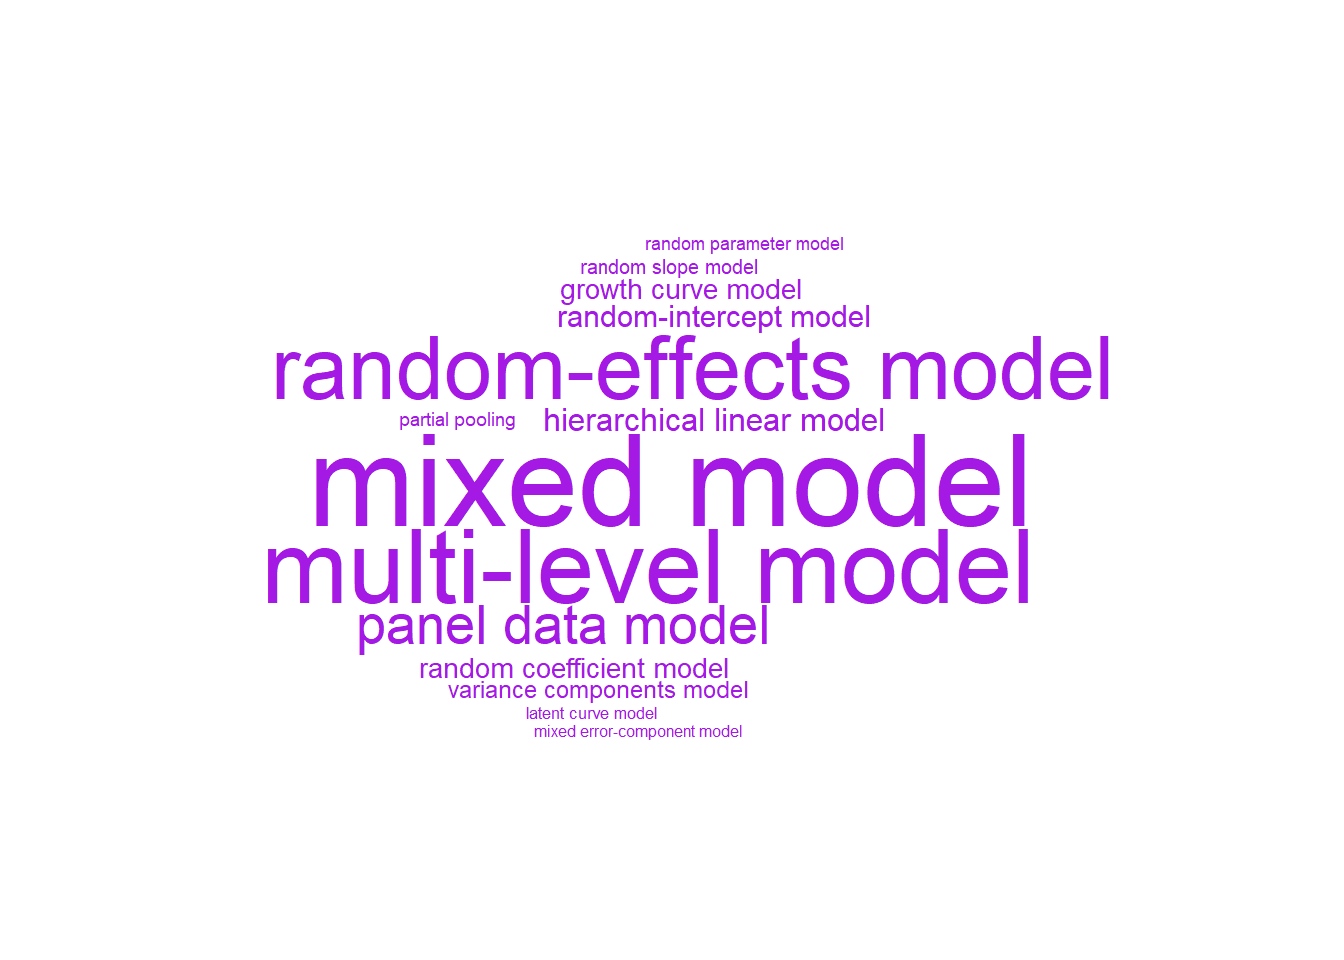 random parameter model
random slope model
growth curve model
random-intercept model
random-effects model
partial pooling
hierarchical linear model
mixed model
multi-level model
panel data model
random coefficient model
variance components model
latent curve model
mixed error-component model